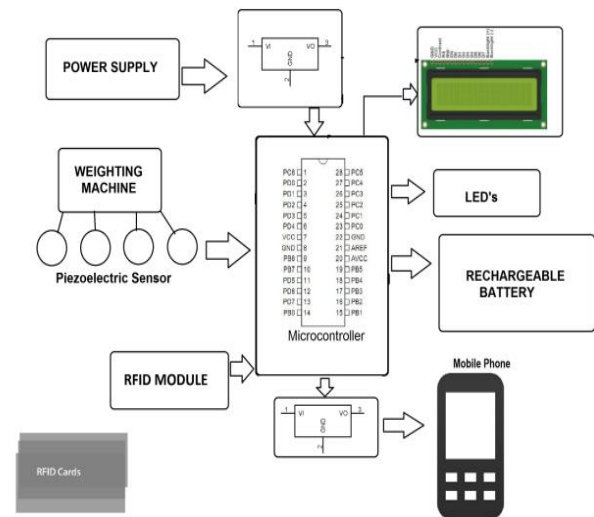 POWER SUPPLY
1
VI
VO
3
GND
2
WEIGHTING
MACHINE
Piezoelectric Sensor
PC6 1 28 PC5
PD0 2 27 PC4
PD1 3 26 PC3
PD2 4 25 PC2
PD3 5 24 PC1
PD4 6 23 PC0
VCC 7 22 GND
GND 8 21 AREF
PB6 9 20 AVCC
PB7 10 19 PB5
PD5 11 18 PB4
PD6 12 17 PB3
PD7 13 16 PB2
PB0 14 15 PB1
Microcontroller
LED's
RECHARGEABLE
BATTERY
RFID MODULE
1
VI
VO
3
GND
2
Mobile Phone
RFID Cards